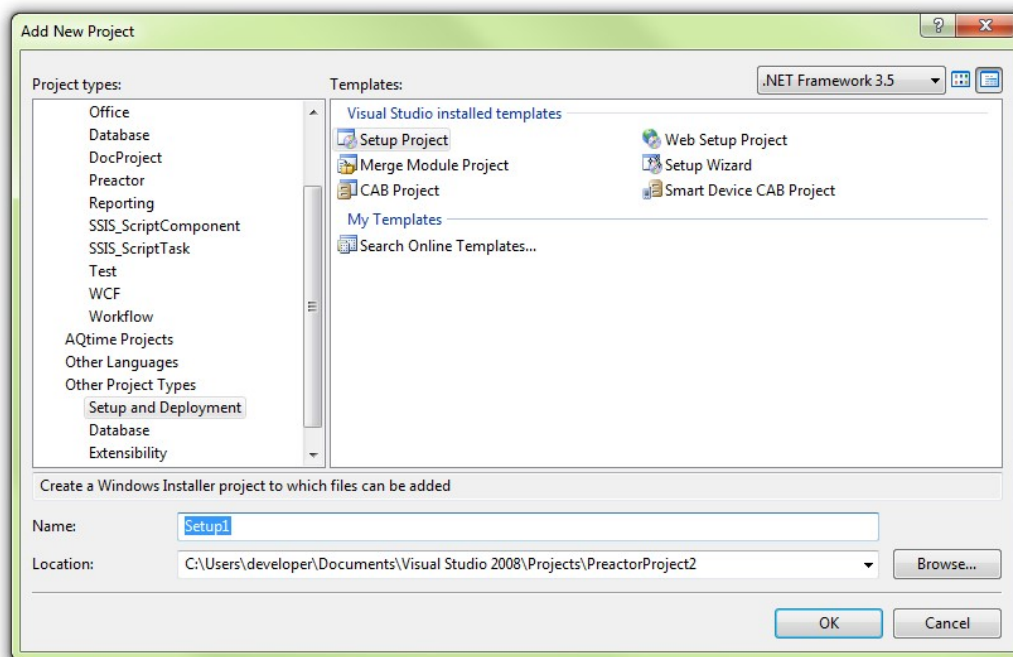 Add New Project
Project types:
Templates:
.NET Framework 3.5
Office
Database
DocProject
Preactor
Reporting
SSIS_ScriptComponent
SSIS_ScriptTask
Test
WCF
Workflow
AQtime Projects
Other Languages
Other Project Types
Setup and Deployment
Database
Extensibility
Visual Studio installed templates
Setup Project
Web Setup Project
Merge Module Project
Setup Wizard
CAB Project
Smart Device CAB Project
My Templates
Search Online Templates...
Create a Windows Installer project to which files can be added
Name:
Setup1
Location:
C:\Users\developer\Documents\Visual Studio 2008\Projects\PreactorProject2
Browse...
OK
Cancel